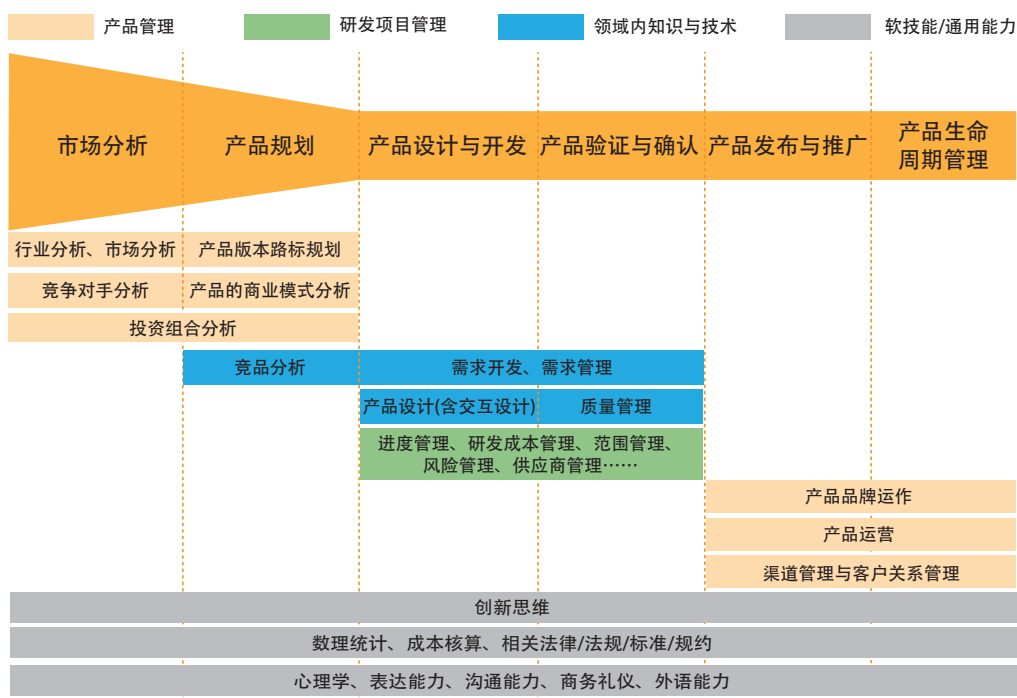 产品管理
研发项目管理
领域内知识与技术
软技能/通用能力
市场分析
产品规划
产品设计与开发
产品验证与确认
产品发布与推广
产品生命
周期管理
行业分析、市场分析
产品版本路标规划
竞争对手分析
产品的商业模式分析
投资组合分析
竞品分析
需求开发、需求管理
产品设计(含交互设计)
质量管理
进度管理、研发成本管理、范围管理、
风险管理、供应商管理……
产品品牌运作
产品运营
渠道管理与客户关系管理
创新思维
数理统计、成本核算、相关法律/法规/标准/规约
心理学、表达能力、沟通能力、商务礼仪、外语能力